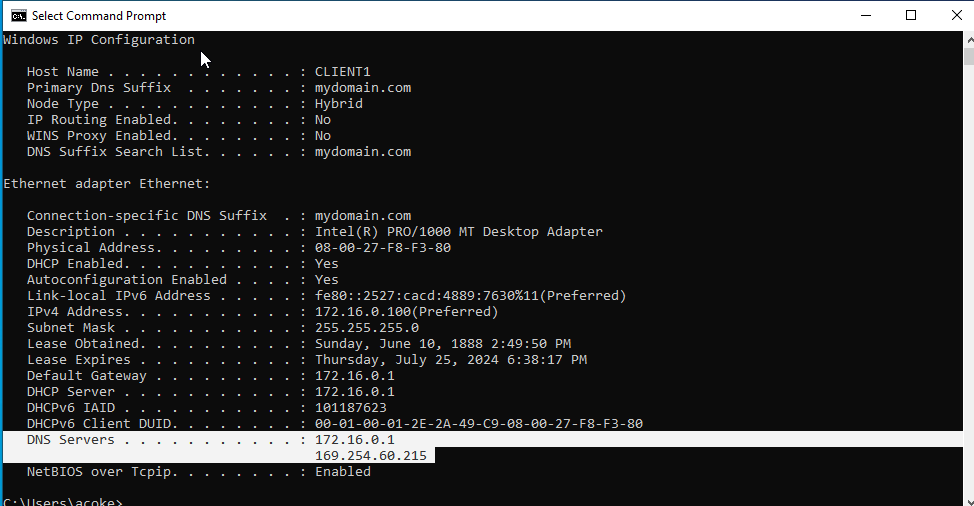 Select Command Prompt
Windows IP Configuration
Host Name . . . . . . . . . . . . : CLIENT1
Primary Dns Suffix  . . . . . . . : mydomain.com
Node Type . . . . . . . . . . . . : Hybrid
IP Routing Enabled. . . . . . . . : No
WINS Proxy Enabled. . . . . . . . : No
DNS Suffix Search List. . . . . . : mydomain.com
Ethernet adapter Ethernet:
Connection-specific DNS Suffix  . : mydomain.com
Description . . . . . . . . . . . : Intel(R) PRO/1000 MT Desktop Adapter
Physical Address. . . . . . . . . : 08-00-27-F8-F3-80
DHCP Enabled. . . . . . . . . . . : Yes
Autoconfiguration Enabled . . . . : Yes
Link-local IPv6 Address . . . . . : fe80::2527:cacd:4889:7630%11(Preferred)
IPv4 Address. . . . . . . . . . . : 172.16.0.100(Preferred)
Subnet Mask . . . . . . . . . . . : 255.255.255.0
Lease Obtained. . . . . . . . . . : Sunday, June 10, 1888 2:49:50 PM
Lease Expires . . . . . . . . . . : Thursday, July 25, 2024 6:38:17 PM
Default Gateway . . . . . . . . . : 172.16.0.1
DHCP Server . . . . . . . . . . . : 172.16.0.1
DHCPv6 IAID . . . . . . . . . . . : 101187623
DHCPv6 Client DUID. . . . . . . . : 00-01-00-01-2E-2A-49-C9-08-00-27-F8-F3-80
DNS Servers . . . . . . . . . . . : 172.16.0.1
169.254.60.215
NetBIOS over Tcpip. . . . . . . . : Enabled
C:\Users\acoke>